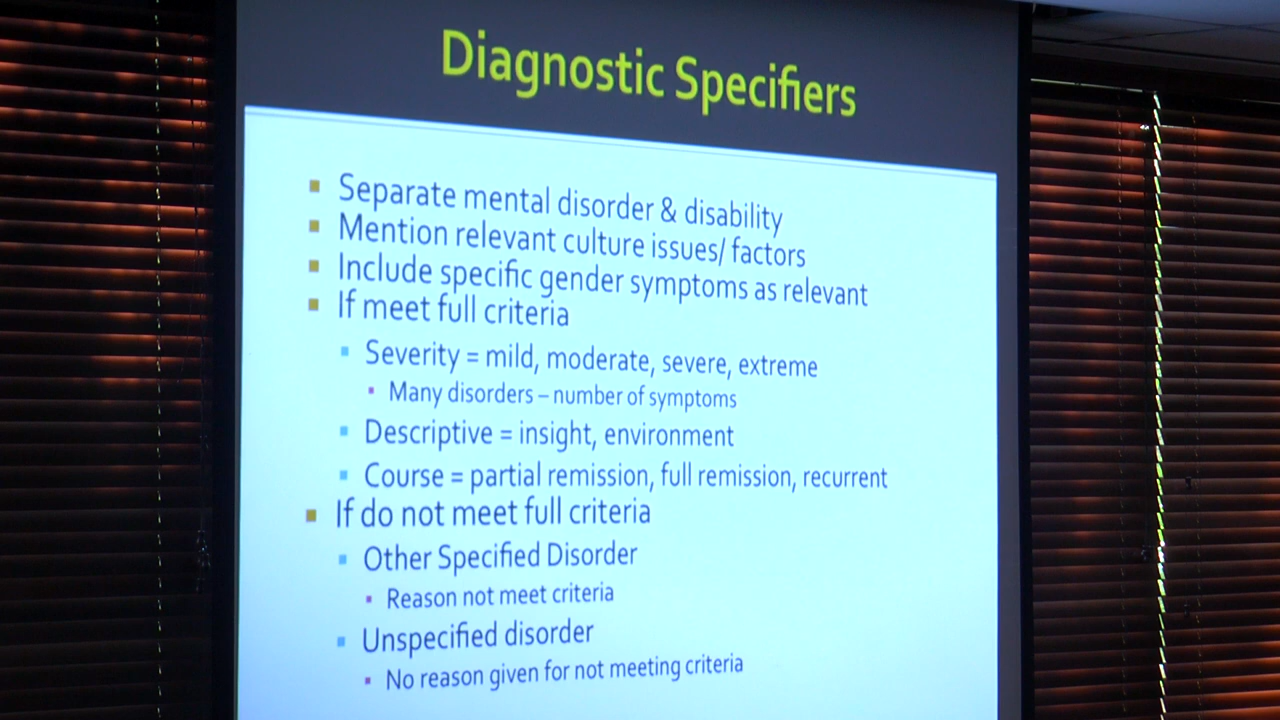 Diagnostic Specifiers
Separate mental disorder & disability
Mention relevant culture issues/ factors
Include specific gender symptoms as relevant
If meet full criteria
Severity = mild, moderate, severe, extreme
Many disorders – number of symptoms
Descriptive = insight, environment
Course = partial remission, full remission, recurrent
If do not meet full criteria
Other Specified Disorder
Reason not meet criteria
Unspecified disorder
No reason given for not meeting criteria